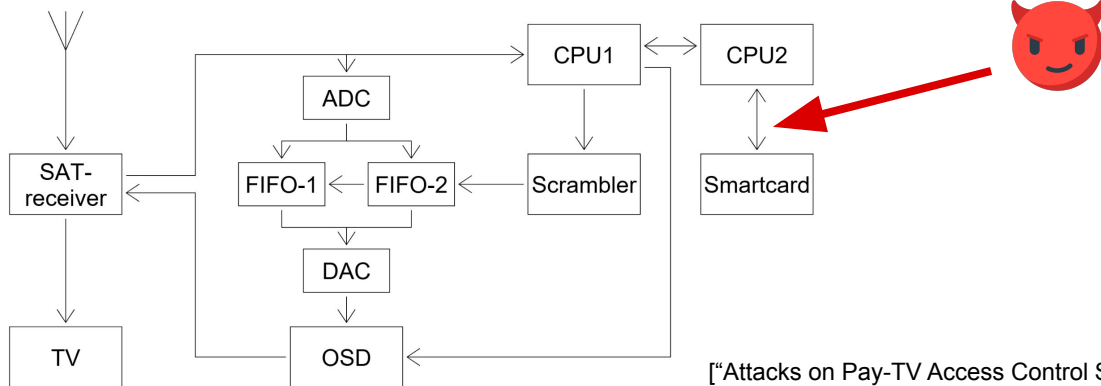 CPU1
CPU2
ADC
SAT-
receiver
FIFO-1
FIFO-2
Scrambler
Smartcard
DAC
TV
OSD
[“Attacks on Pay-TV Access Control S